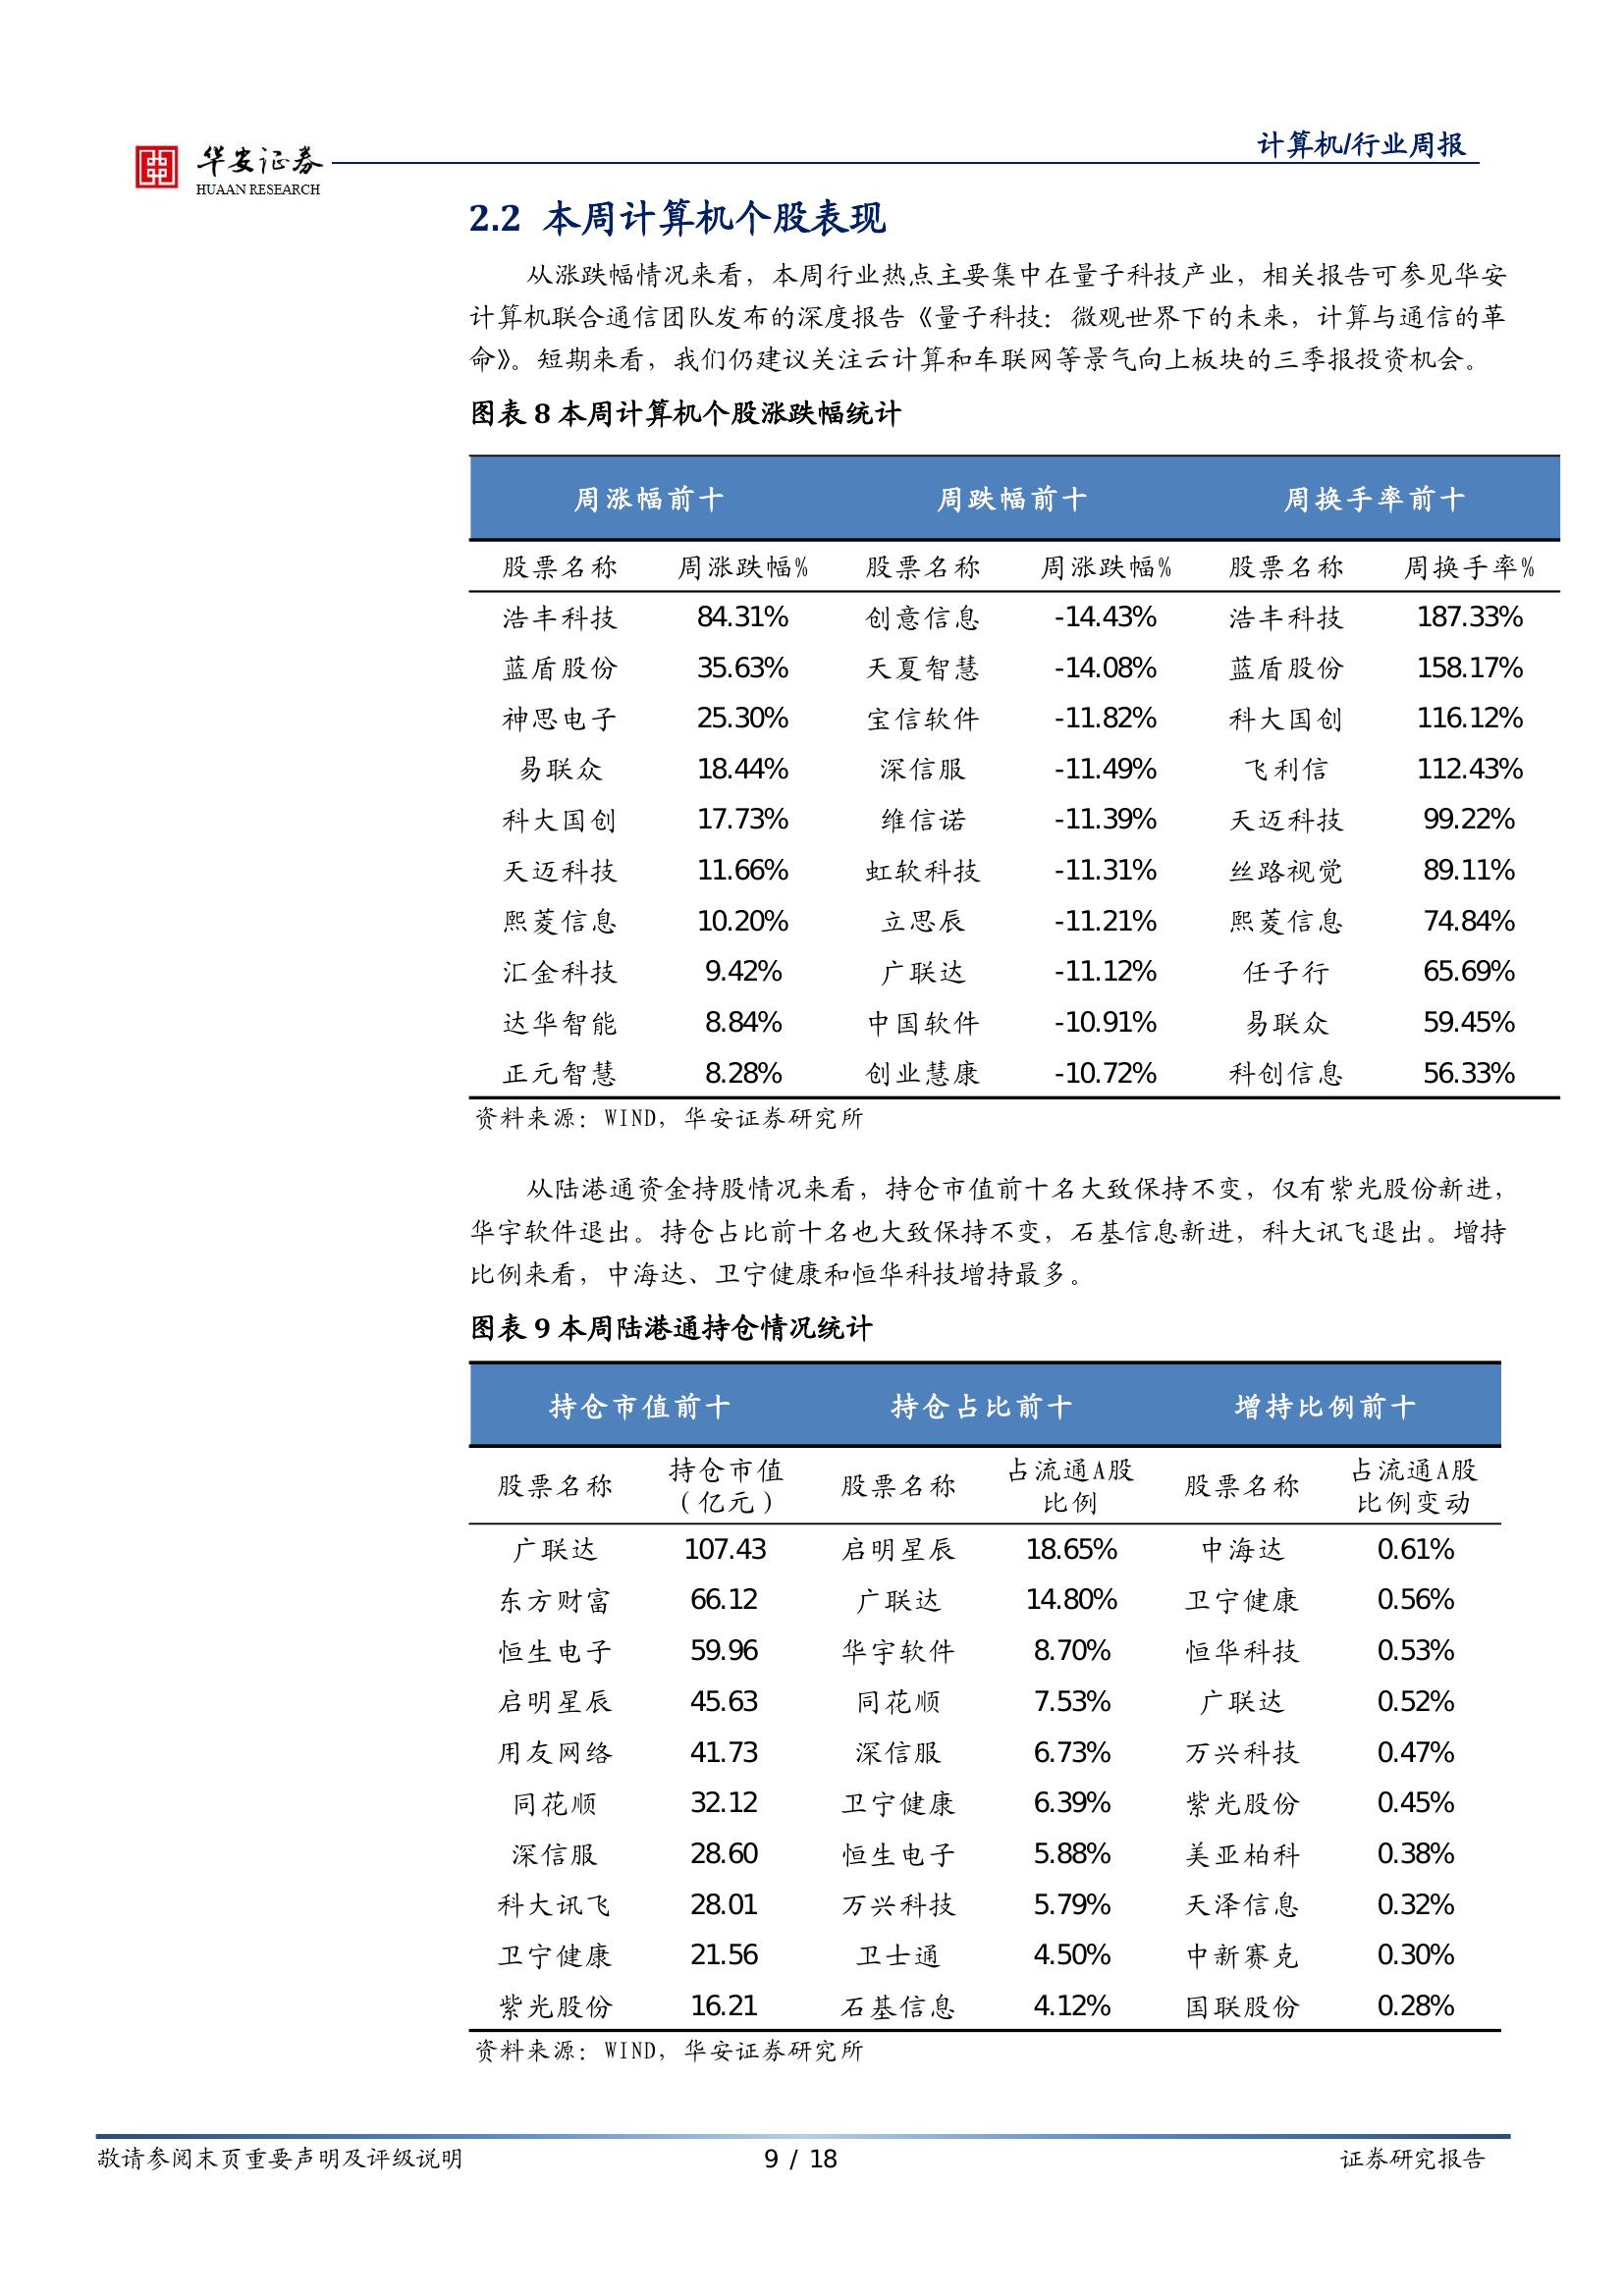 华安证券
HUAAN RESEARCH
计算机/行业周报
2.2 本周计算机个股表现
从涨跌幅情况来看，本周行业热点主要集中在量子科技产业，相关报告可参见华安
计算机联合通信团队发布的深度报告《量子科技：微观世界下的未来，计算与通信的革
命》。短期来看，我们仍建议关注云计算和车联网等景气向上板块的三季报投资机会。
图表 8 本周计算机个股涨跌幅统计
周涨幅前十 周跌幅前十 周换手率前十
股票名称 周涨跌幅% 股票名称 周涨跌幅% 股票名称 周换手率%
浩丰科技 84.31% 创意信息 -14.43% 浩丰科技 187.33%
蓝盾股份 35.63% 天夏智慧 -14.08% 蓝盾股份 158.17%
神思电子 25.30% 宝信软件 -11.82% 科大国创 116.12%
易联众 18.44% 深信服 -11.49% 飞利信 112.43%
科大国创 17.73% 维信诺 -11.39% 天迈科技 99.22%
天迈科技 11.66% 虹软科技 -11.31% 丝路视觉 89.11%
熙菱信息 10.20% 立思辰 -11.21% 熙菱信息 74.84%
汇金科技 9.42% 广联达 -11.12% 任子行 65.69%
达华智能 8.84% 中国软件 -10.91% 易联众 59.45%
正元智慧 8.28% 创业慧康 -10.72% 科创信息 56.33%
资料来源：WIND，华安证券研究所
从陆港通资金持股情况来看，持仓市值前十名大致保持不变，仅有紫光股份新进，
华宇软件退出。持仓占比前十名也大致保持不变，石基信息新进，科大讯飞退出。增持
比例来看，中海达、卫宁健康和恒华科技增持最多。
图表 9 本周陆港通持仓情况统计
持仓市值前十 持仓占比前十 增持比例前十
股票名称 持仓市值（亿元） 股票名称 占流通A股比例 股票名称 占流通A股比例变动
广联达 107.43 启明星辰 18.65% 中海达 0.61%
东方财富 66.12 广联达 14.80% 卫宁健康 0.56%
恒生电子 59.96 华宇软件 8.70% 恒华科技 0.53%
启明星辰 45.63 同花顺 7.53% 广联达 0.52%
用友网络 41.73 深信服 6.73% 万兴科技 0.47%
同花顺 32.12 卫宁健康 6.39% 紫光股份 0.45%
深信服 28.60 恒生电子 5.88% 美亚柏科 0.38%
科大讯飞 28.01 万兴科技 5.79% 天泽信息 0.32%
卫宁健康 21.56 卫士通 4.50% 中新赛克 0.30%
紫光股份 16.21 石基信息 4.12% 国联股份 0.28%
资料来源：WIND，华安证券研究所
敬请参阅末页重要声明及评级说明 9 / 18 证券研究报告